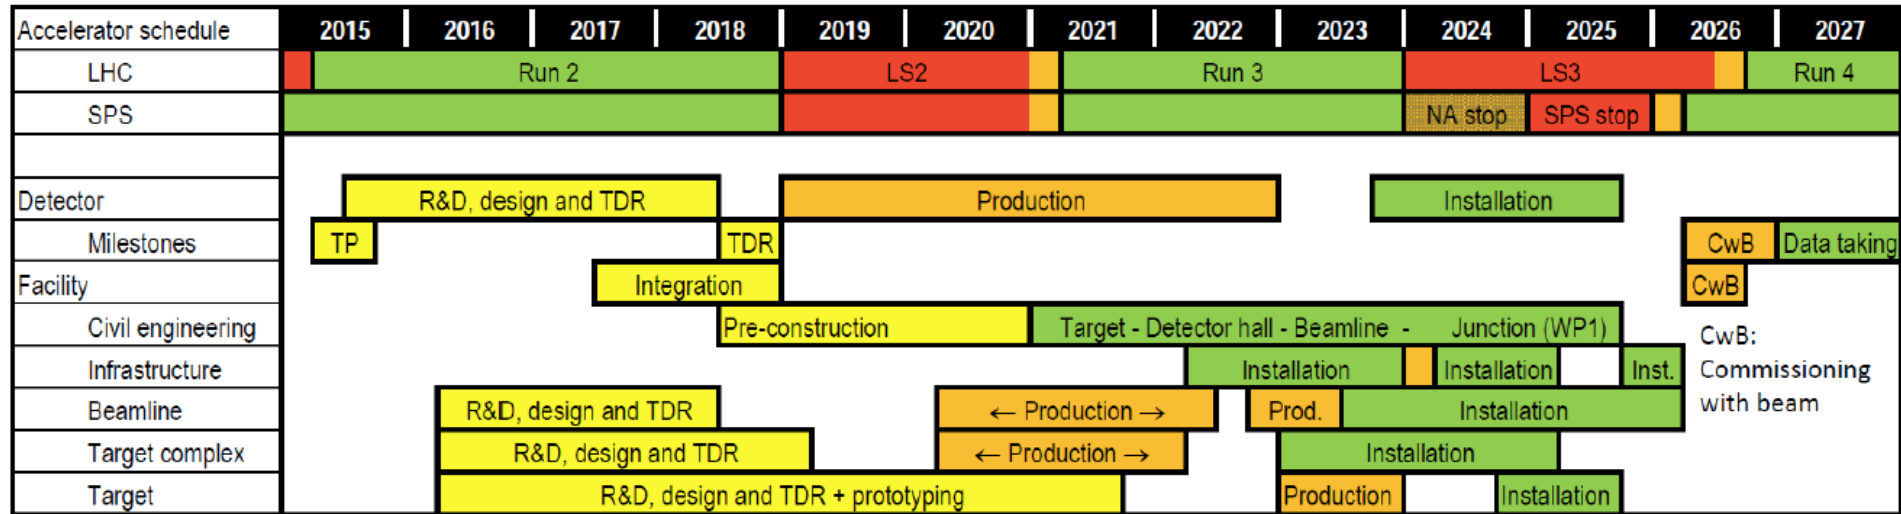 Accelerator schedule 2015 2016 2017 2018 2019 2020 2021 2022 2023 2024 2025 2026 2027
LHC Run 2 LS2 Run 3 LS3 Run 4
SPS NA stop SPS stop
Detector R&D, design and TDR Production Installation
Milestones TP TDR CwB Data taking
Facility Integration CwB
Civil engineering Pre-construction Target - Detector hall - Beamline - Junction (WP1)
Infrastructure Installation Installation Inst.
Beamline R&D, design and TDR ← Production → Prod. Installation
Target complex R&D, design and TDR ← Production → Installation
Target R&D, design and TDR + prototyping Production Installation
CwB:
Commissioning
with beam